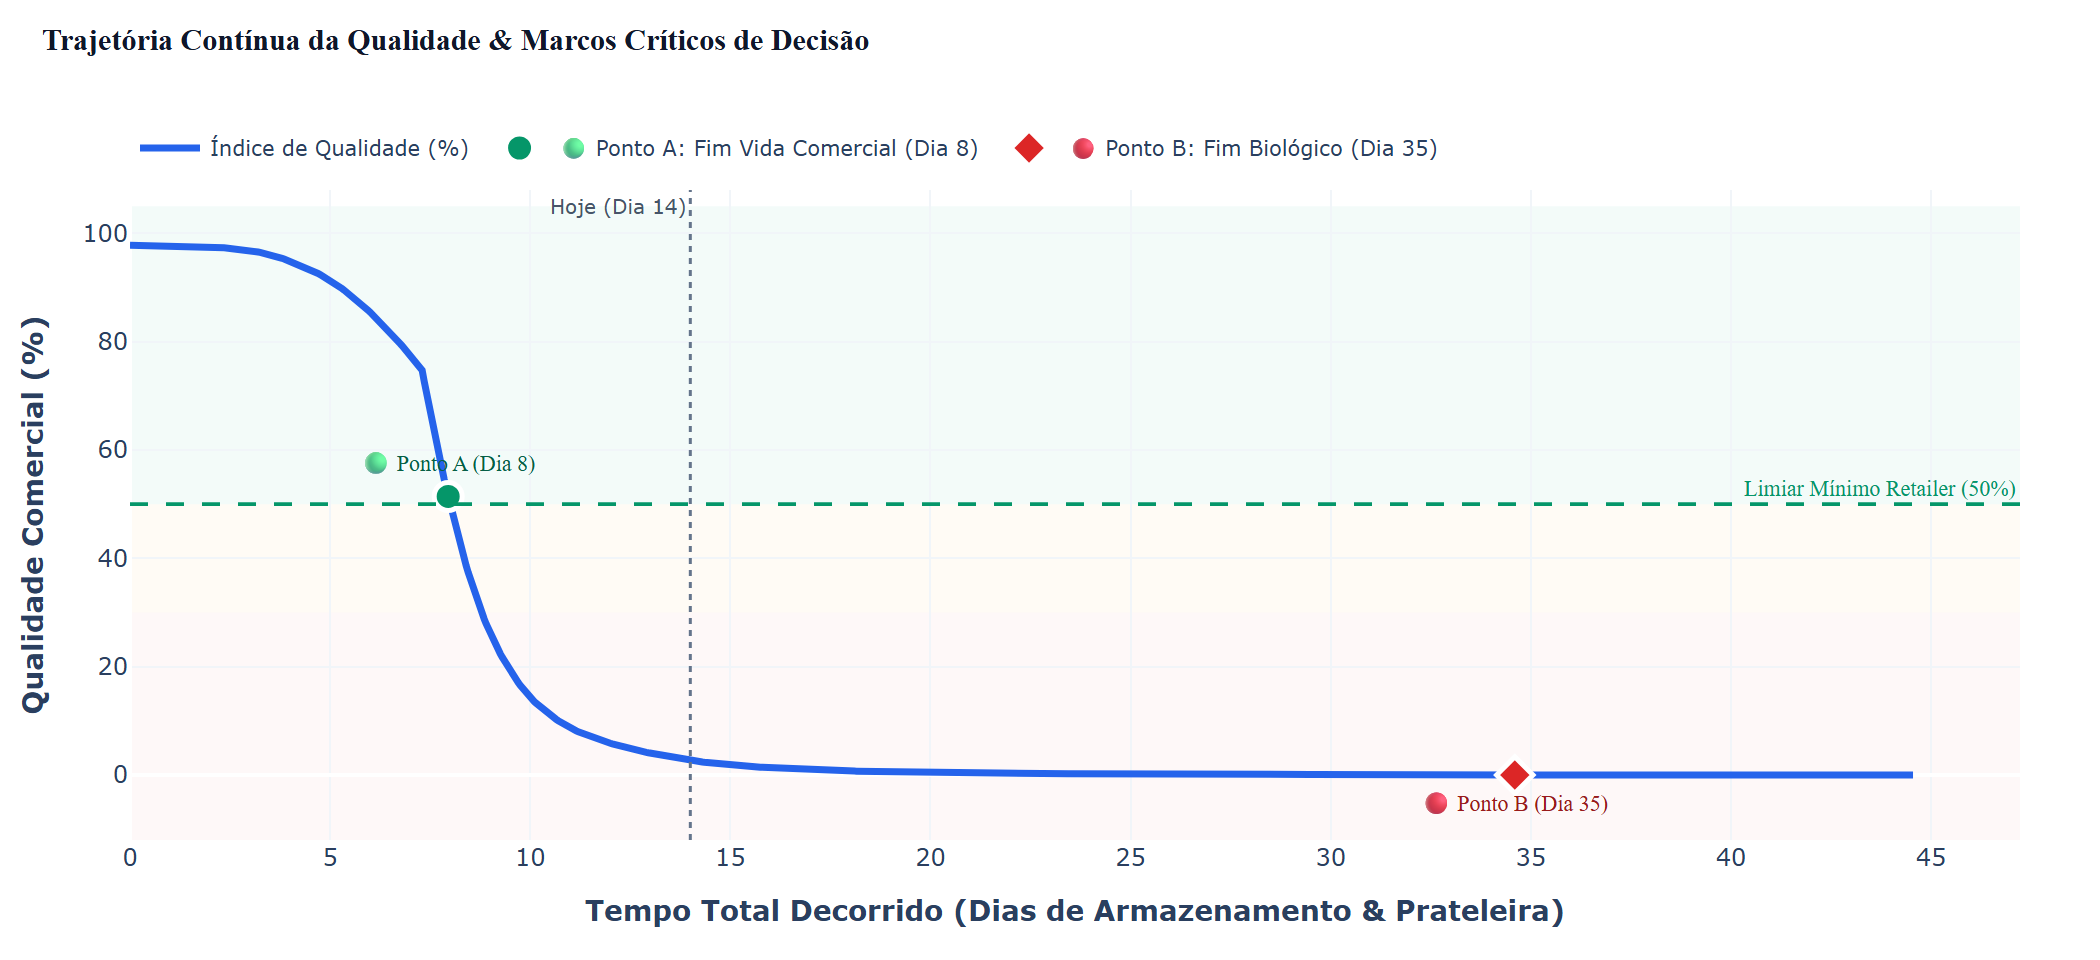 Trajetória Contínua da Qualidade & Marcos Críticos de Decisão
Índice de Qualidade (%)
Ponto A: Fim Vida Comercial (Dia 8)
Ponto B: Fim Biológico (Dia 35)
Hoje (Dia 14)
Qualidade Comercial (%)
100
80
60
40
20
0
Ponto A (Dia 8)
Limiar Mínimo Retailer (50%)
Ponto B (Dia 35)
0 5 10 15 20 25 30 35 40 45
Tempo Total Decorrido (Dias de Armazenamento & Prateleira)